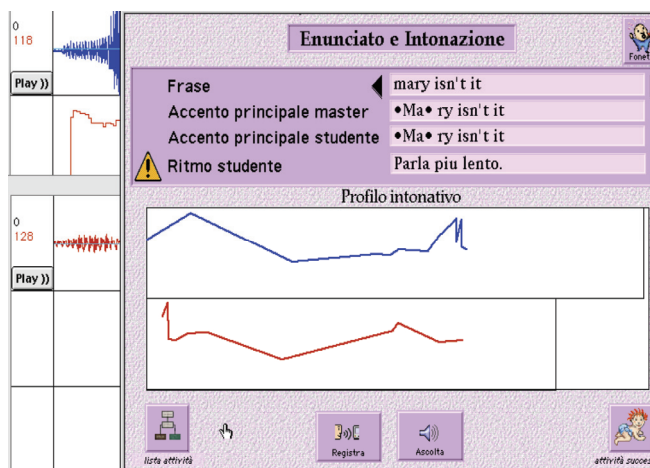 0
118
Play ))
0
128
Play ))
Enunciato e Intonazione
Fonet
Frase
mary isn't it
Accento principale master
•Ma• ry isn't it
Accento principale studente
•Ma• ry isn't it
Ritmo studente
Parla piu lento.
Profilo intonativo
lista attività
Registra
Ascolta
attività succes